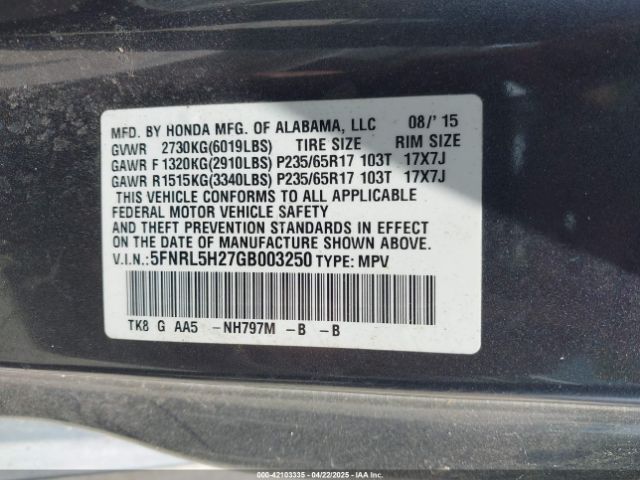 MFD. BY HONDA MFG. OF ALABAMA, LLC 08/' 15
GVWR 2730KG(6019LBS) TIRE SIZE RIM SIZE
GAWR F1320KG(2910LBS) P235/65R17 103T 17X7J
GAWR R1515KG(3340LBS) P235/65R17 103T 17X7J
THIS VEHICLE CONFORMS TO ALL APPLICABLE
FEDERAL MOTOR VEHICLE SAFETY
AND THEFT PREVENTION STANDARDS IN EFFECT
ON THE DATE OF MANUFACTURE SHOWN ABOVE.
V.I.N.:5FNRL5H27GB003250 TYPE: MPV
TK8 G AA5 -NH797M -B -B
000-42103335 - 04/22/2025 - IAA Inc.